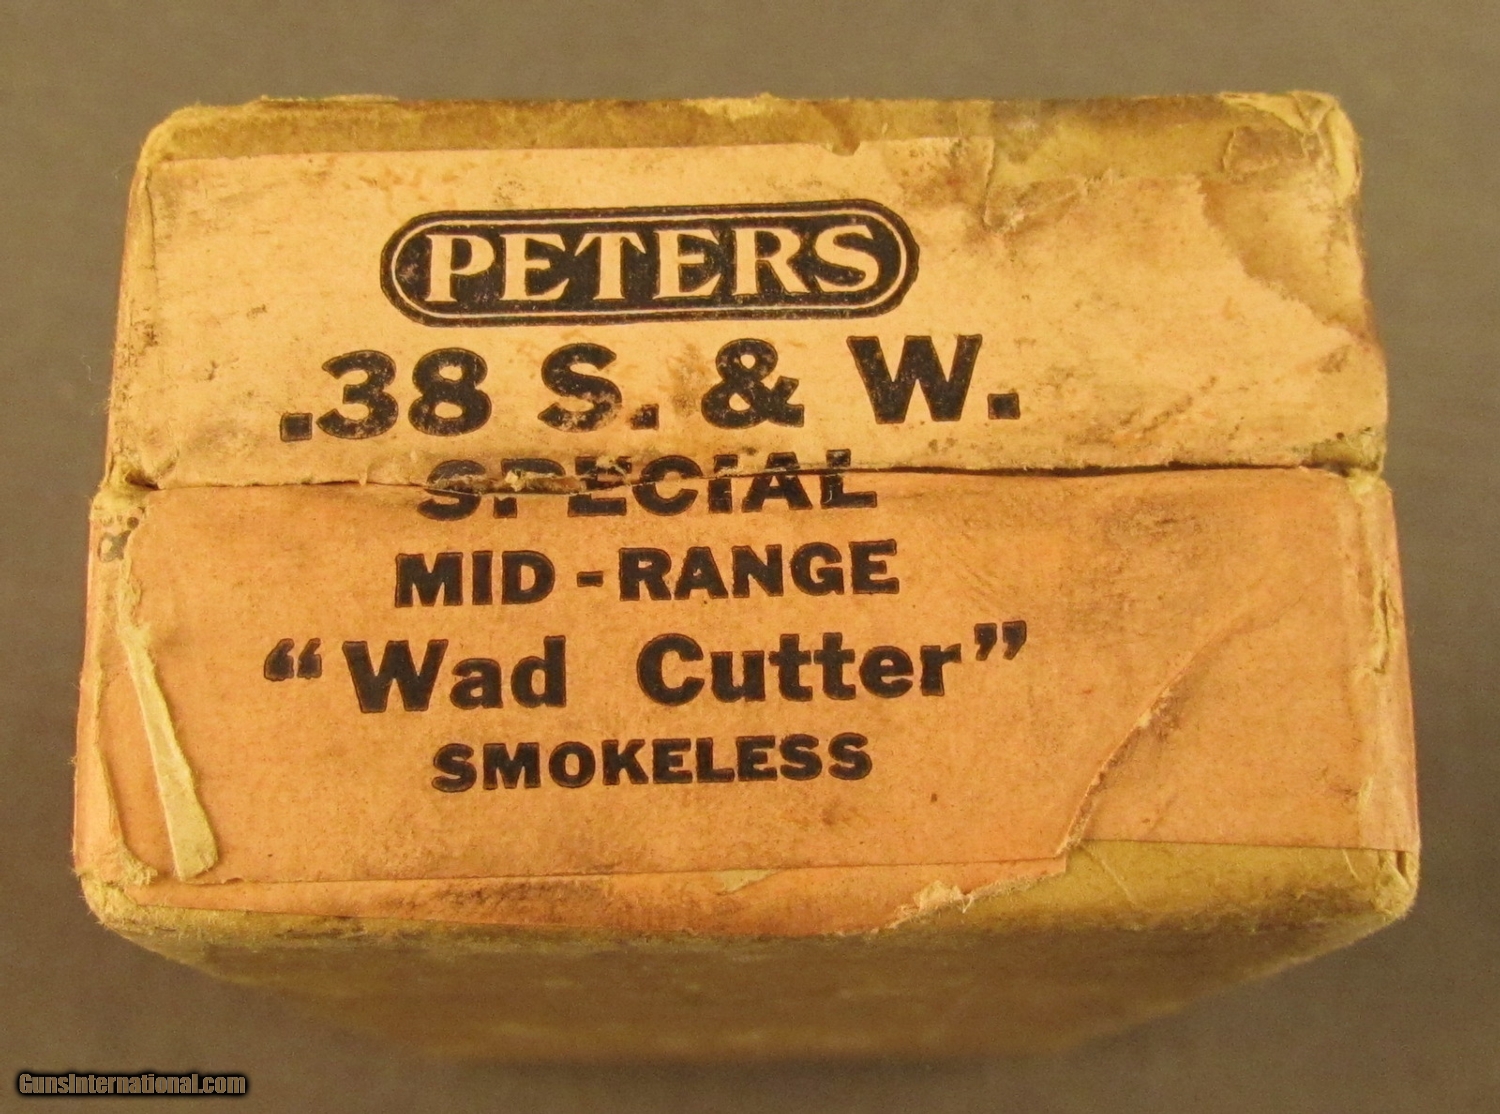 PETERS
.38 S. & W.
SPECIAL
MID-RANGE
"Wad Cutter"
SMOKELESS
GunsInternational.com